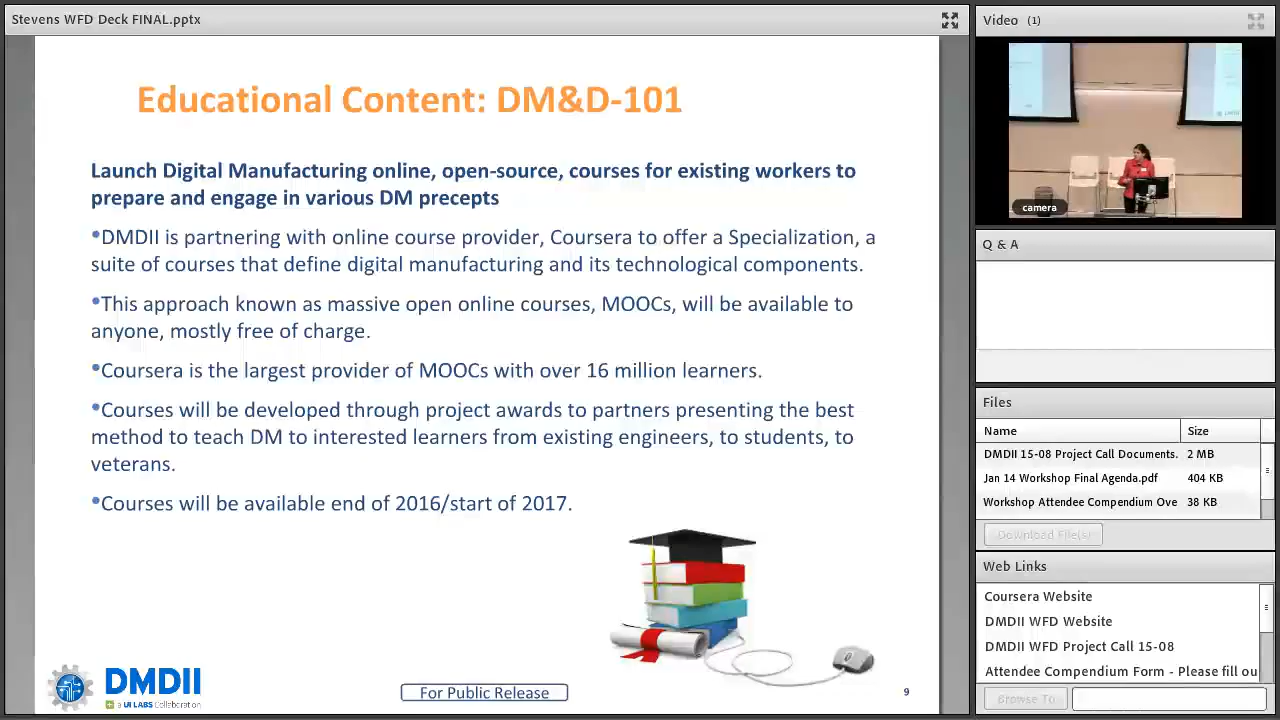 Stevens WFD Deck FINAL.pptx
Educational Content: DM&D-101
Launch Digital Manufacturing online, open-source, courses for existing workers to
prepare and engage in various DM precepts
•DMDII is partnering with online course provider, Coursera to offer a Specialization, a
suite of courses that define digital manufacturing and its technological components.
•This approach known as massive open online courses, MOOCs, will be available to
anyone, mostly free of charge.
•Coursera is the largest provider of MOOCs with over 16 million learners.
•Courses will be developed through project awards to partners presenting the best
method to teach DM to interested learners from existing engineers, to students, to
veterans.
•Courses will be available end of 2016/start of 2017.
DMDII
a UI LABS Collaboration
For Public Release
9
Video (1)
camera
Q & A
Files
Name Size
DMDII 15-08 Project Call Documents. 2 MB
Jan 14 Workshop Final Agenda.pdf 404 KB
Workshop Attendee Compendium Ove 38 KB
Download File(s)
Web Links
Coursera Website
DMDII WFD Website
DMDII WFD Project Call 15-08
Attendee Compendium Form - Please fill ou
Browse To